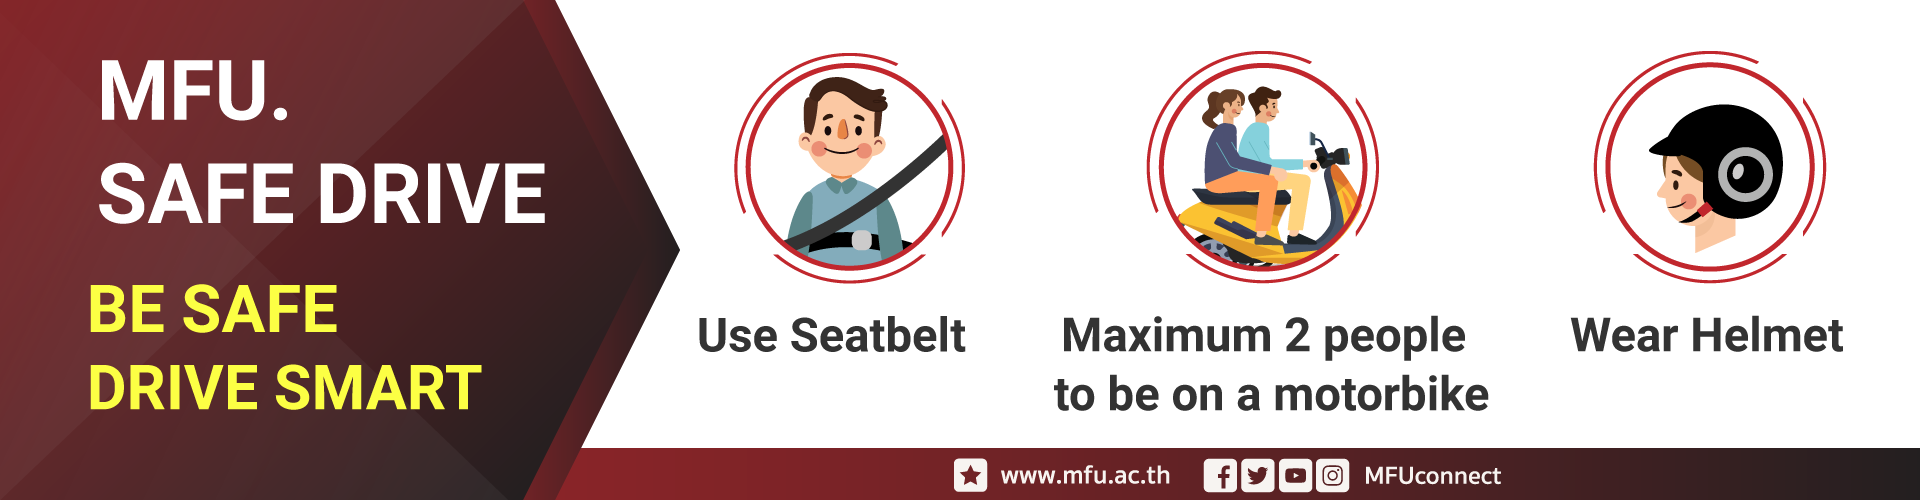 MFU.
SAFE DRIVE
BE SAFE
DRIVE SMART
Use Seatbelt
Maximum 2 people
to be on a motorbike
Wear Helmet
www.mfu.ac.th
MFUconnect